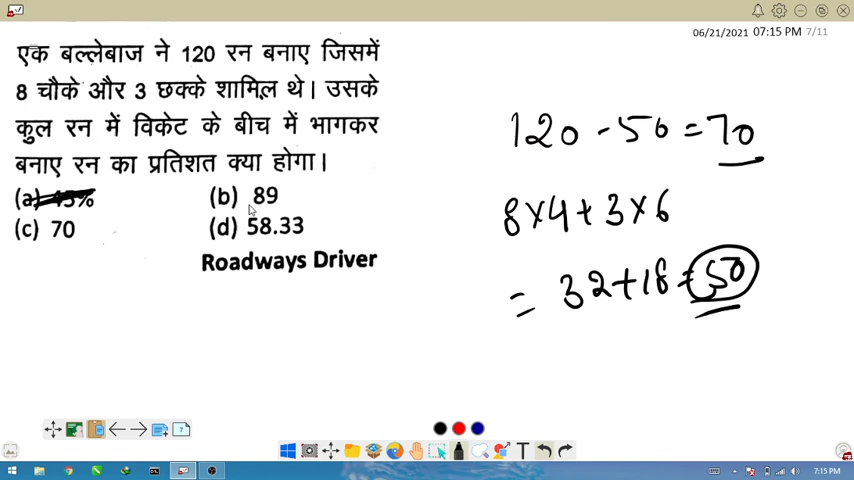 06/21/2021 07:15 PM 7/11
एक बल्लेबाज ने 120 रन बनाए जिसमें
8 चौके और 3 छक्के शामिल थे। उसके
कुल रन में विकेट के बीच में भागकर
बनाए रन का प्रतिशत क्या होगा।
(a) 45% (b) 89
(c) 70 (d) 58.33
Roadways Driver
120 - 50 = 70
8 x 4 + 3 x 6
= 32 + 18 = 50
7
T
7:15 PM